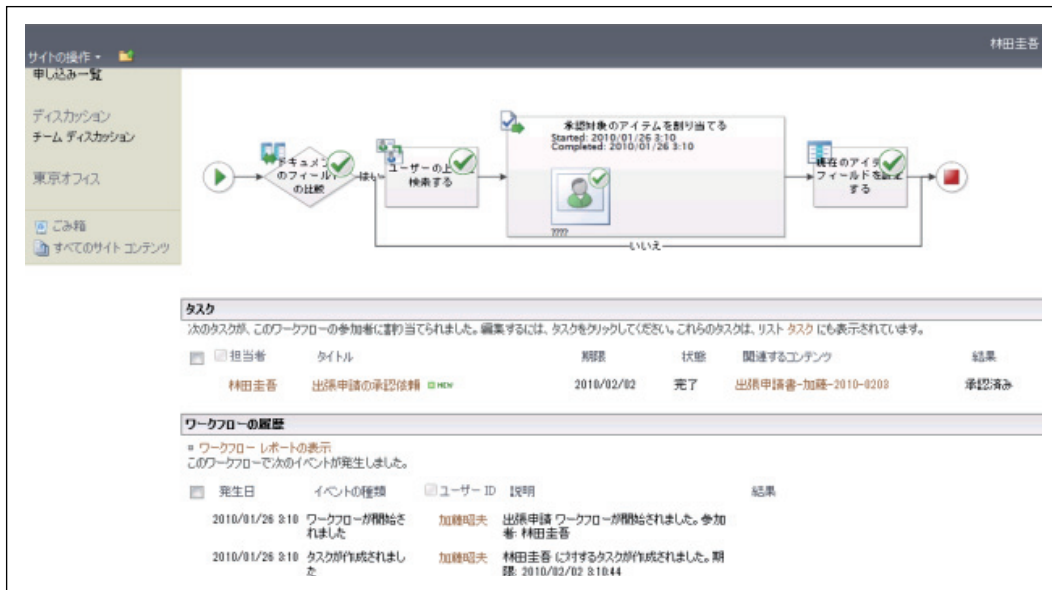 林田圭吾
サイトの操作
申し込み一覧
ディスカッション
チーム ディスカッション
東京オフィス
ごみ箱
すべてのサイト コンテンツ
のフィールド
の比較
はい
検索する
承認対象のアイテムを割り当てる
Started: 2010/01/26 3:10
Completed: 2010/01/26 3:10
????
する
いいえ
タスク
次のタスクが、このワークフローの参加者に割り当てられました。編集するには、タスクをクリックしてください。これらのタスクは、リスト タスク にも表示されています。
担当者 タイトル 期限 状態 関連するコンテンツ 結果
林田圭吾 出張申請の承認依頼 NEW 2010/02/02 完了 出張申請書-加藤-2010-0203 承認済み
ワークフローの履歴
ワークフロー レポートの表示
このワークフローで次のイベントが発生しました。
発生日 イベントの種類 ユーザー ID 説明 結果
2010/01/26 3:10 ワークフローが開始さ 加藤昭夫 出張申請 ワークフローが開始されました。参加
れました 者: 林田圭吾
2010/01/26 3:10 タスクが作成されまし 加藤昭夫 林田圭吾 に対するタスクが作成されました。期
た 限: 2010/02/02 3:10:44